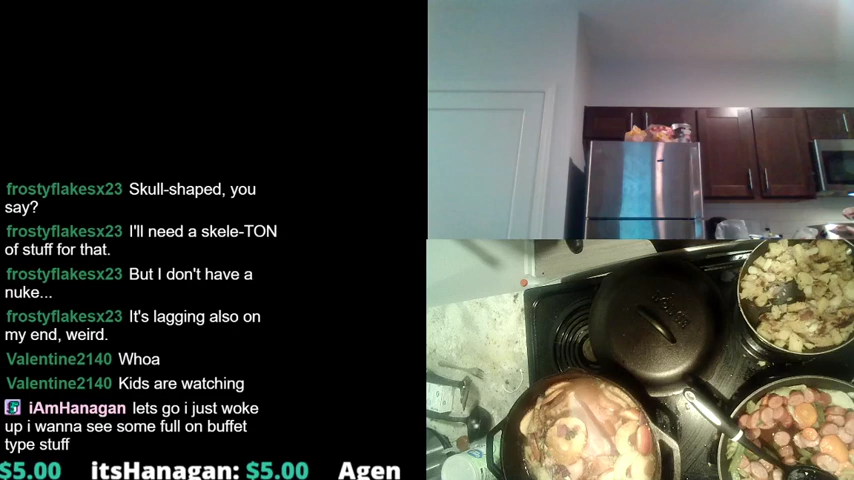 frostyflakesx23 Skull-shaped, you
say?
frostyflakesx23 I'll need a skele-TON
of stuff for that.
frostyflakesx23 But I don't have a
nuke...
frostyflakesx23 It's lagging also on
my end, weird.
Valentine2140 Whoa
Valentine2140 Kids are watching
iAmHanagan lets go i just woke
up i wanna see some full on buffet
type stuff
$5.00 itsHanagan: $5.00 Agen